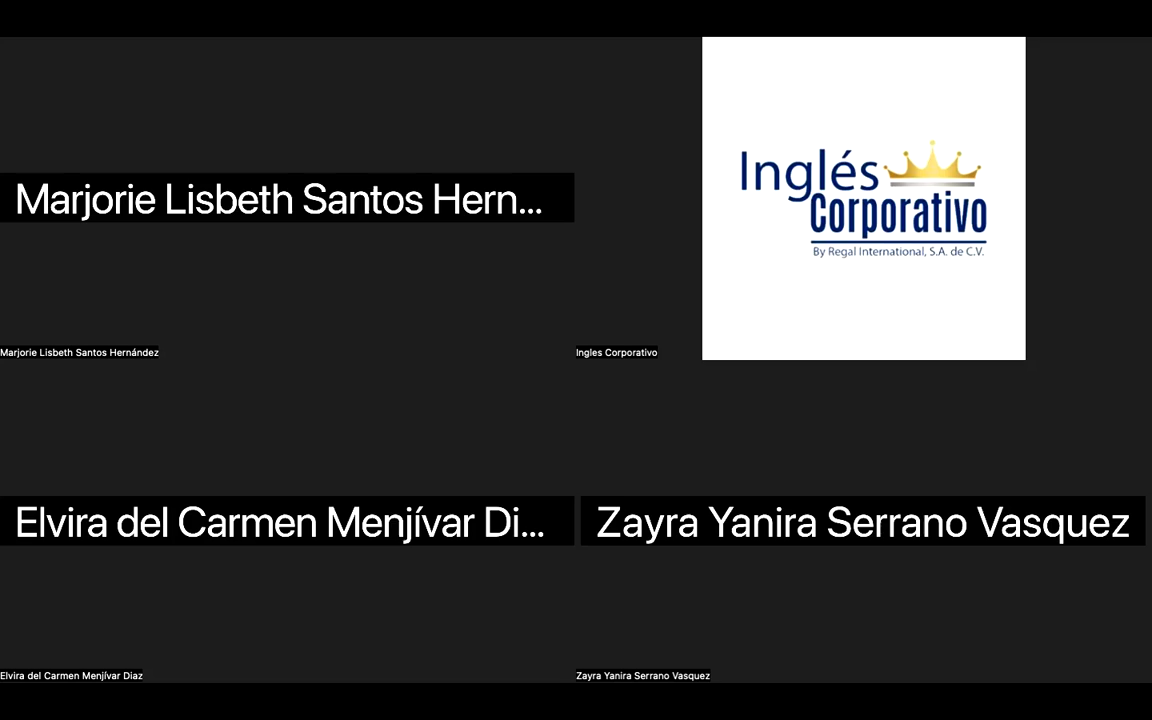 Marjorie Lisbeth Santos Hern...
Marjorie Lisbeth Santos Hernández
Inglés
Corporativo
By Regal International, S.A. de C.V.
Ingles Corporativo
Elvira del Carmen Menjívar Di...
Elvira del Carmen Menjívar Diaz
Zayra Yanira Serrano Vasquez
Zayra Yanira Serrano Vasquez